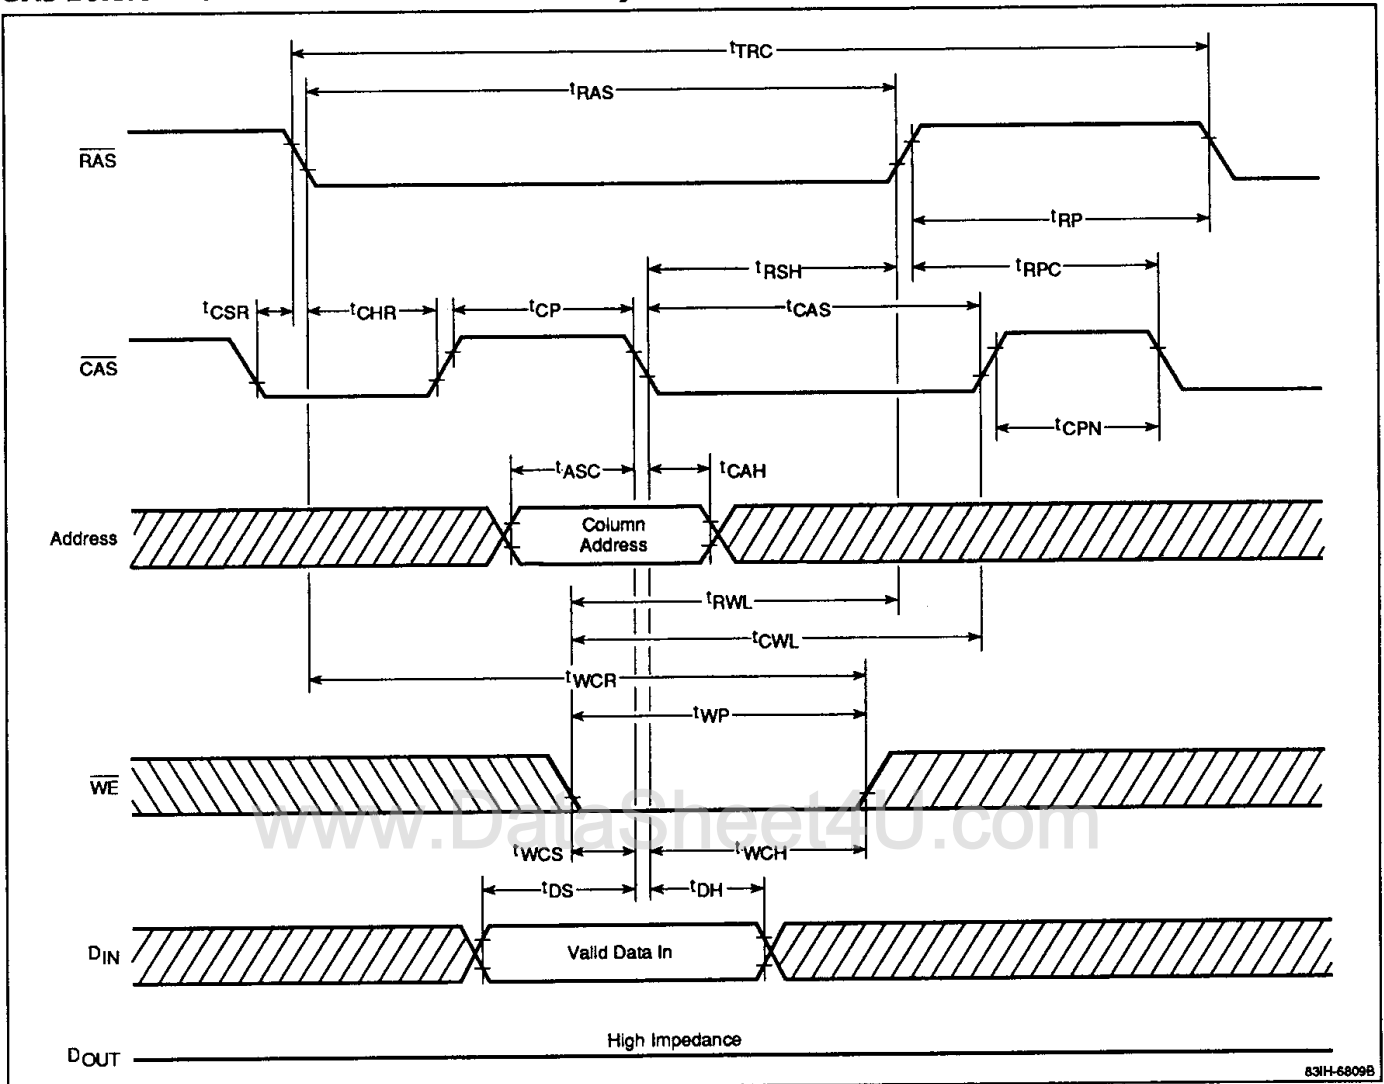 tTRC
tRAS
RAS
tRP
tRSH
tRPC
tCSR
tCHR
tCP
tCAS
CAS
tCPN
tASC
tCAH
Address
Column
Address
tRWL
tCWL
tWCR
tWP
WE
www.DataSheet4U.com
tWCS
tWCH
tDS
tDH
DIN
Valid Data In
High Impedance
DOUT
83IH-6809B